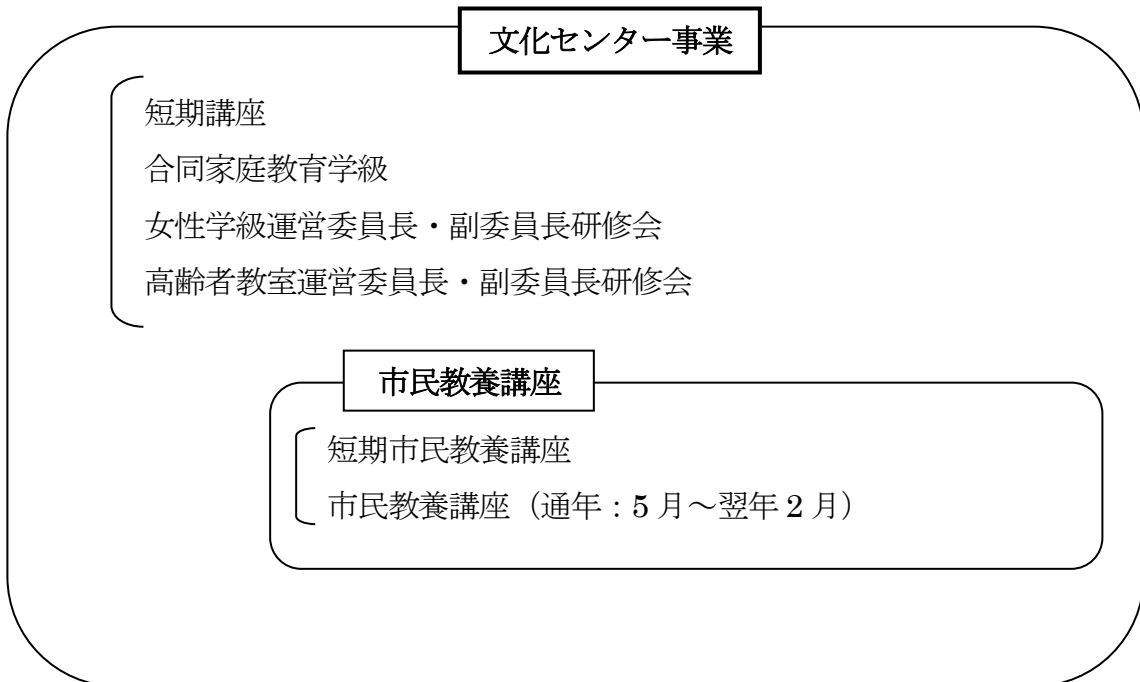 文化センター事業
短期講座
合同家庭教育学級
女性学級運営委員長・副委員長研修会
高齢者教室運営委員長・副委員長研修会
市民教養講座
短期市民教養講座
市民教養講座（通年：5月～翌年2月）